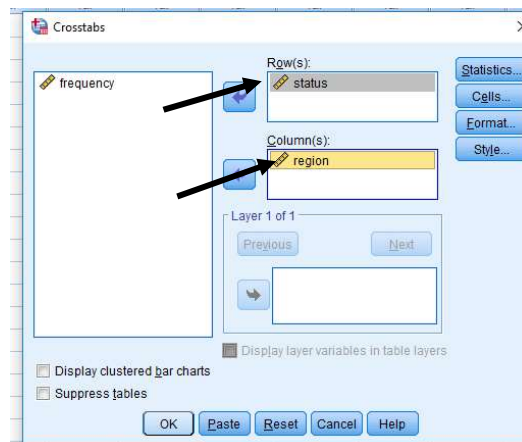 Crosstabs
frequency
Row(s):
status
Column(s):
region
Statistics...
Cells...
Format...
Style...
Layer 1 of 1
Previous
Next
Display layer variables in table layers
Display clustered bar charts
Suppress tables
OK Paste Reset Cancel Help